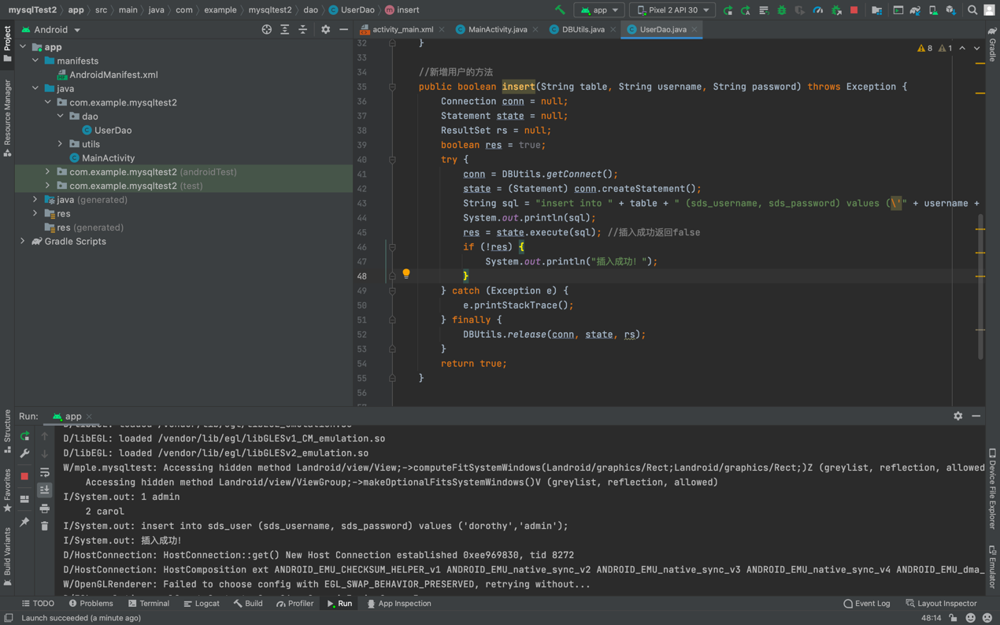 mysqlTest2 app src main java com example mysqltest2 dao UserDao insert
app Pixel 2 API 30
Project
Resource Manager
Structure
Favorites
Build Variants
Android
app
manifests
AndroidManifest.xml
java
com.example.mysqltest2
dao
UserDao
utils
MainActivity
com.example.mysqltest2 (androidTest)
com.example.mysqltest2 (test)
java (generated)
res
res (generated)
Gradle Scripts
activity_main.xml MainActivity.java DBUtils.java UserDao.java
8 1
32 }
33
34 //新增用户的方法
35 public boolean insert(String table, String username, String password) throws Exception {
36 Connection conn = null;
37 Statement state = null;
38 ResultSet rs = null;
39 boolean res = true;
40 try {
41 conn = DBUtils.getConnect();
42 state = (Statement) conn.createStatement();
43 String sql = "insert into " + table + " (sds_username, sds_password) values (\'" + username +
44 System.out.println(sql);
45 res = state.execute(sql); //插入成功返回false
46 if (!res) {
47 System.out.println("插入成功！");
48 }
49 } catch (Exception e) {
50 e.printStackTrace();
51 } finally {
52 DBUtils.release(conn, state, rs);
53 }
54 return true;
55 }
56
Gradle
Device File Explorer
Emulator
Run: app
D/libEGL: loaded /vendor/lib/egl/libGLESv1_CM_emulation.so
D/libEGL: loaded /vendor/lib/egl/libGLESv2_emulation.so
W/mple.mysqltest: Accessing hidden method Landroid/view/View;->computeFitSystemWindows(Landroid/graphics/Rect;Landroid/graphics/Rect;)Z (greylist, reflection, allowed
Accessing hidden method Landroid/view/ViewGroup;->makeOptionalFitsSystemWindows()V (greylist, reflection, allowed)
I/System.out: 1 admin
2 carol
I/System.out: insert into sds_user (sds_username, sds_password) values ('dorothy','admin');
I/System.out: 插入成功！
D/HostConnection: HostConnection::get() New Host Connection established 0xee969830, tid 8272
D/HostConnection: HostComposition ext ANDROID_EMU_CHECKSUM_HELPER_v1 ANDROID_EMU_native_sync_v2 ANDROID_EMU_native_sync_v3 ANDROID_EMU_native_sync_v4 ANDROID_EMU_dma_
W/OpenGLRenderer: Failed to choose config with EGL_SWAP_BEHAVIOR_PRESERVED, retrying without...
TODO Problems Terminal Logcat Build Profiler Run App Inspection Event Log Layout Inspector
Launch succeeded (a minute ago) 48:14